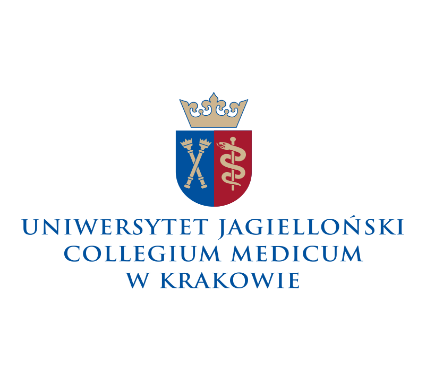 UNIWERSYTET JAGIELLOŃSKI
COLLEGIUM MEDICUM
W KRAKOWIE